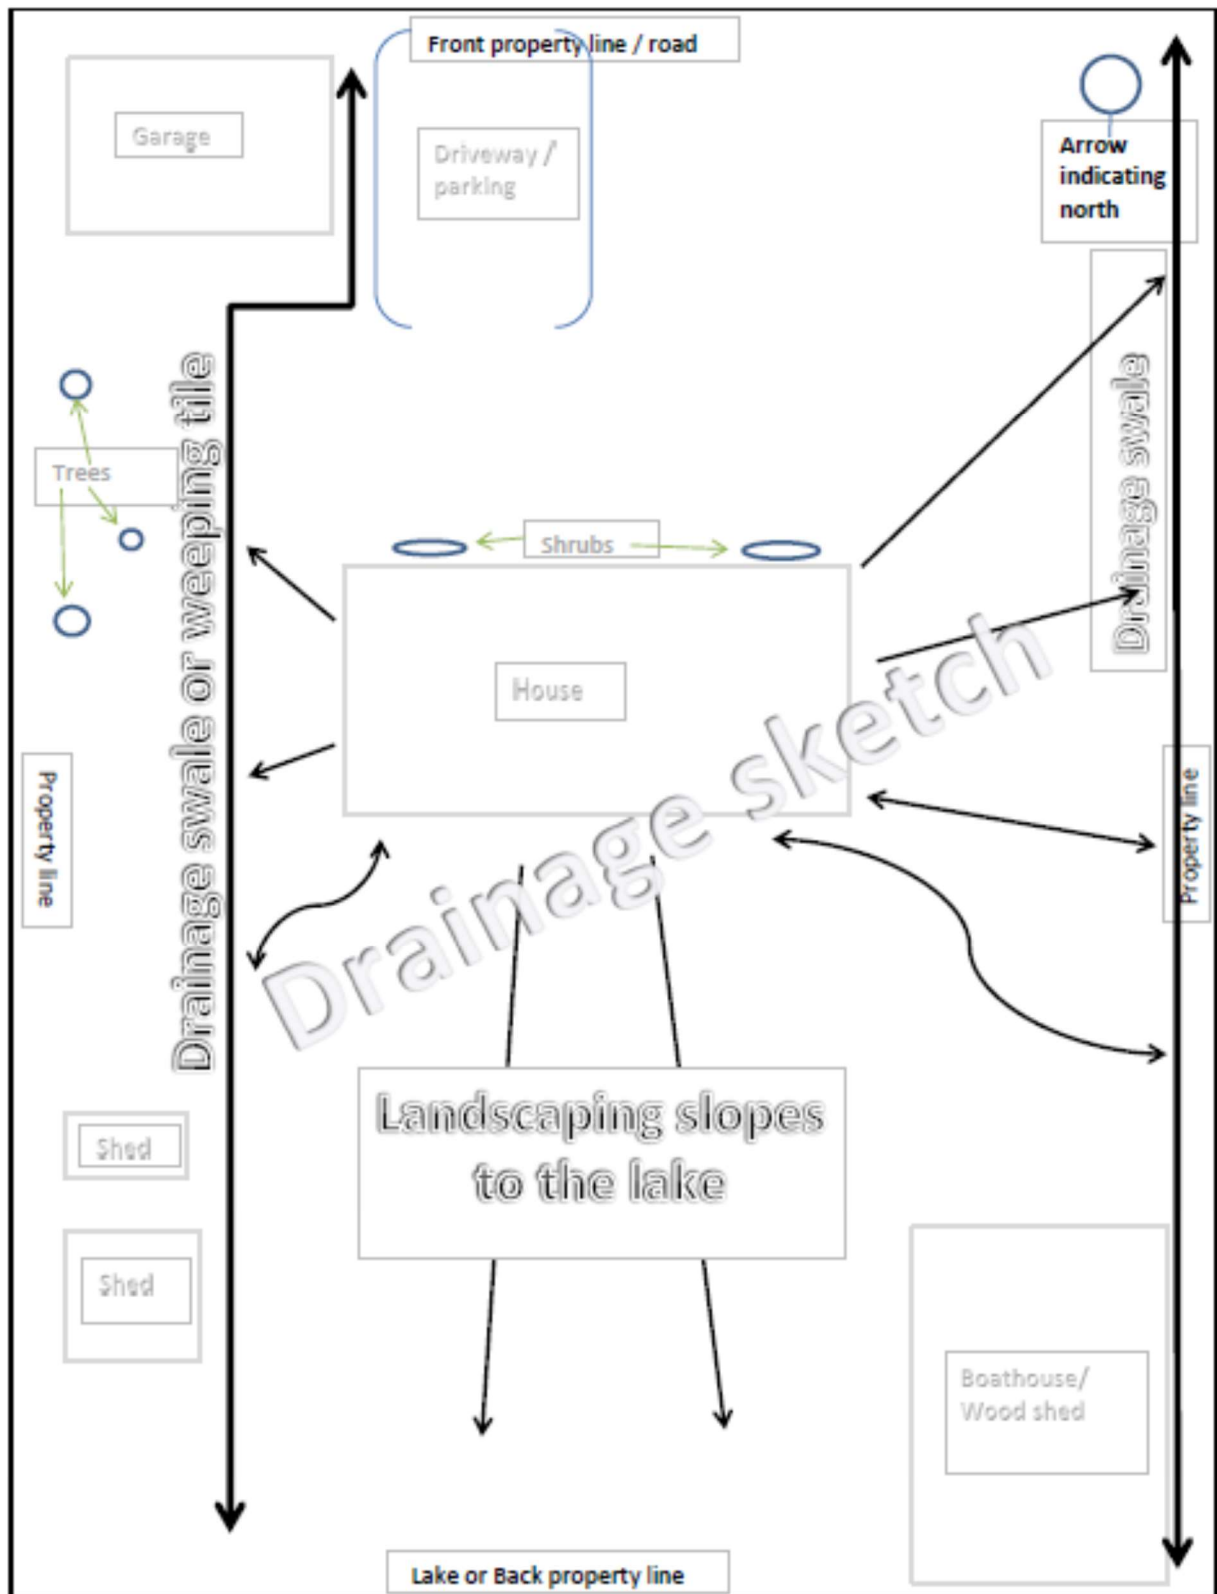 Front property line / road
Garage
Driveway /
parking
Arrow
indicating
north
Drainage swale or weeping tile
Drainage swale
Trees
Shrubs
House
Property line
Property line
Drainage sketch
Landscaping slopes
to the lake
Shed
Shed
Boathouse/
Wood shed
Lake or Back property line